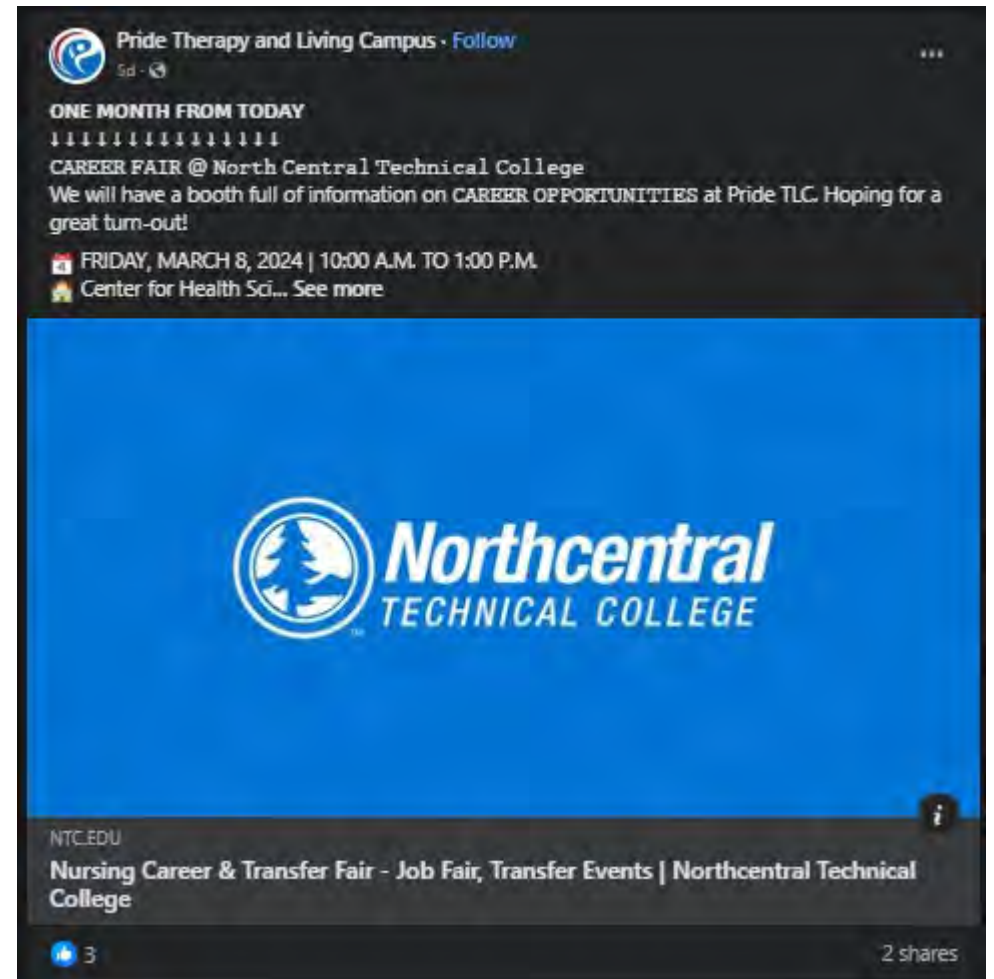 Pride Therapy and Living Campus · Follow
5d ·
ONE MONTH FROM TODAY
↓↓↓↓↓↓↓↓↓↓↓↓↓↓↓
CAREER FAIR @ North Central Technical College
We will have a booth full of information on CAREER OPPORTUNITIES at Pride TLC. Hoping for a
great turn-out!
FRIDAY, MARCH 8, 2024 | 10:00 A.M. TO 1:00 P.M.
Center for Health Sci... See more
Northcentral
TECHNICAL COLLEGE
NTC.EDU
Nursing Career & Transfer Fair - Job Fair, Transfer Events | Northcentral Technical
College
3
2 shares